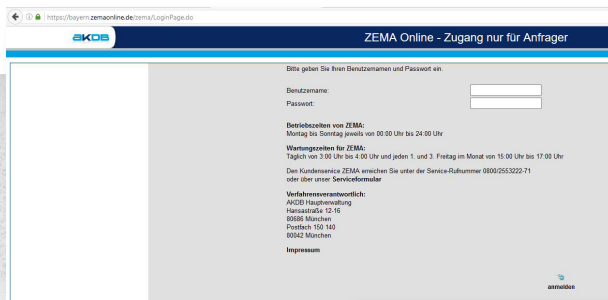 https://bayern.zemaonline.de/zema/LoginPage.do
AKDB
ZEMA Online - Zugang nur für Anfrager
Bitte geben Sie Ihren Benutzernamen und Passwort ein.
Benutzername:
Passwort:
Betriebszeiten von ZEMA:
Montag bis Sonntag jeweils von 00:00 Uhr bis 24:00 Uhr
Wartungszeiten für ZEMA:
Täglich von 3:00 Uhr bis 4:00 Uhr und jeden 1. und 3. Freitag im Monat von 15:00 Uhr bis 17:00 Uhr
Den Kundenservice ZEMA erreichen Sie unter der Service-Rufnummer 0800/2553222-71
oder über unser Serviceformular
Verfahrensverantwortlich:
AKDB Hauptverwaltung
Hansastraße 12-16
80686 München
Postfach 150 140
80042 München
Impressum
anmelden